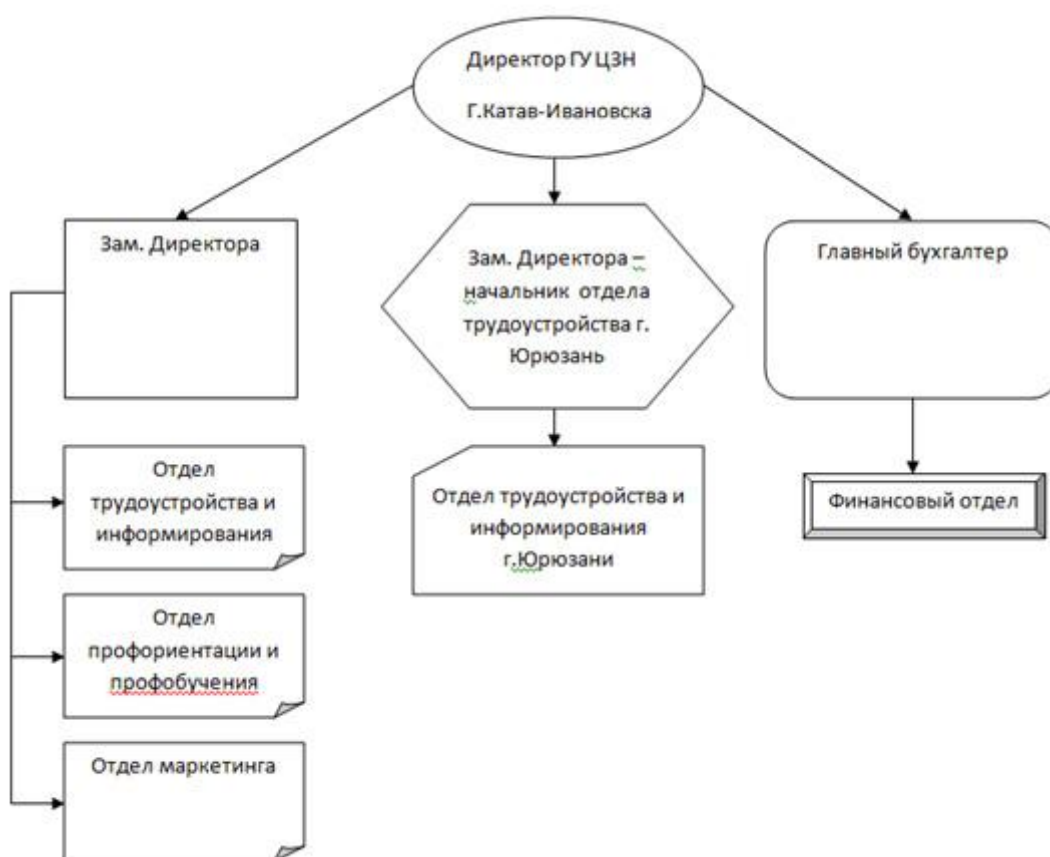 Директор ГУ ЦЗН
Г.Катав-Ивановска
Зам. Директора
Зам. Директора –
начальник отдела
трудоустройства г.
Юрюзань
Главный бухгалтер
Отдел
трудоустройства и
информирования
Отдел трудоустройства и
информирования
г.Юрюзани
Финансовый отдел
Отдел
профориентации и
профобучения
Отдел маркетинга